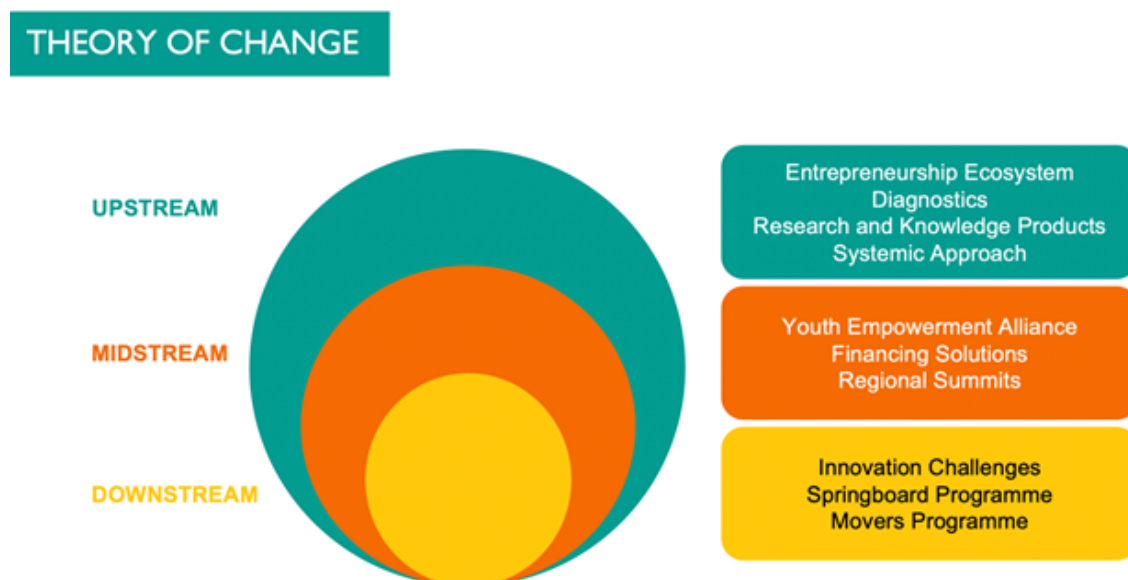 THEORY OF CHANGE
UPSTREAM
Entrepreneurship Ecosystem
Diagnostics
Research and Knowledge Products
Systemic Approach
MIDSTREAM
Youth Empowerment Alliance
Financing Solutions
Regional Summits
DOWNSTREAM
Innovation Challenges
Springboard Programme
Movers Programme